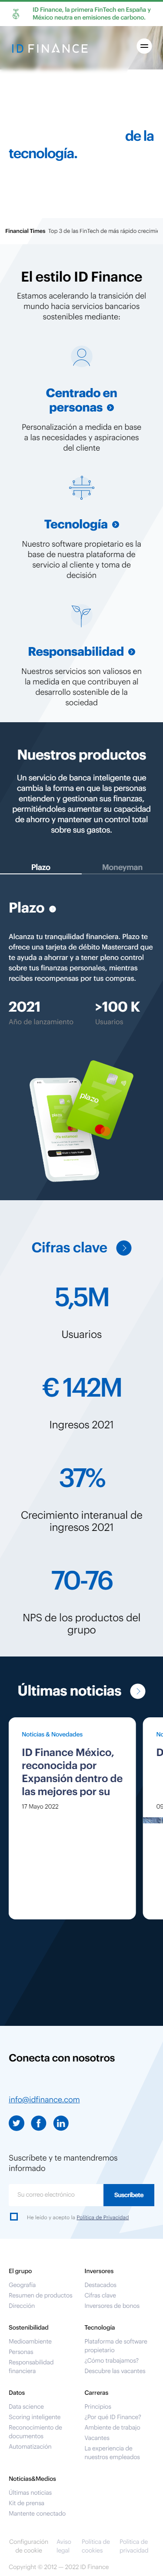 ID Finance, la primera FinTech en España y
México neutra en emisiones de carbono.
ID FINANCE
de la
tecnología.
Financial Times Top 3 de las FinTech de más rápido crecimie
El estilo ID Finance
Estamos acelerando la transición del
mundo hacia servicios bancarios
sostenibles mediante:
Centrado en
personas
Personalización a medida en base
a las necesidades y aspiraciones
del cliente
Tecnología
Nuestro software propietario es la
base de nuestra plataforma de
servicio al cliente y toma de
decisión
Responsabilidad
Nuestros servicios son valiosos en
la medida en que contribuyen al
desarrollo sostenible de la
sociedad
Nuestros productos
Un servicio de banca inteligente que
cambia la forma en que las personas
entienden y gestionan sus finanzas,
permitiéndoles aumentar su capacidad
de ahorro y mantener un control total
sobre sus gastos.
Plazo
Moneyman
Plazo
Alcanza tu tranquilidad financiera. Plazo te
ofrece una tarjeta de débito Mastercard que
te ayuda a ahorrar y a tener pleno control
sobre tus finanzas personales, mientras
recibes recompensas por tus compras.
2021
>100 K
Año de lanzamiento
Usuarios
plazo
plazo
Cifras clave
5,5M
Usuarios
€ 142M
Ingresos 2021
37%
Crecimiento interanual de
ingresos 2021
70-76
NPS de los productos del
grupo
Últimas noticias
Noticias & Novedades
No
ID Finance México,
reconocida por
Expansión dentro de
las mejores por su
D
17 Mayo 2022
09
Conecta con nosotros
info@idfinance.com
Suscríbete y te mantendremos
informado
Su correo electrónico
Suscríbete
He leído y acepto la Política de Privacidad
El grupo
Geografía
Resumen de productos
Dirección
Inversores
Destacados
Cifras clave
Inversores de bonos
Sostenibilidad
Medioambiente
Personas
Responsabilidad
financiera
Tecnología
Plataforma de software
propietario
¿Cómo trabajamos?
Descubre las vacantes
Datos
Data science
Scoring inteligente
Reconocimiento de
documentos
Automatización
Carreras
Principios
¿Por qué ID Finance?
Ambiente de trabajo
Vacantes
La experiencia de
nuestros empleados
Noticias&Medios
Últimas noticias
Kit de prensa
Mantente conectado
Configuración
de cookie
Aviso
legal
Política de
cookies
Política de
privacidad
Copyright © 2012 — 2022 ID Finance